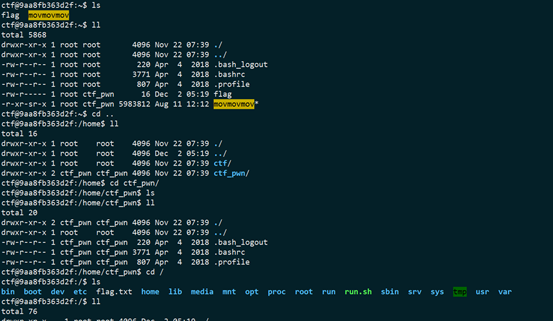 ctf@9aa8fb363d2f:~$ ls
flag movmovmov
ctf@9aa8fb363d2f:~$ ll
total 5868
drwxr-xr-x 1 root root 4096 Nov 22 07:39 ./
drwxr-xr-x 1 root root 4096 Nov 22 07:39 ../
-rw-r--r-- 1 root root 220 Apr 4 2018 .bash_logout
-rw-r--r-- 1 root root 3771 Apr 4 2018 .bashrc
-rw-r--r-- 1 root root 807 Apr 4 2018 .profile
-rw-r----- 1 root ctf_pwn 16 Dec 2 05:19 flag
-r-xr-sr-x 1 root ctf_pwn 5983812 Aug 11 12:12 movmovmov*
ctf@9aa8fb363d2f:~$ cd ..
ctf@9aa8fb363d2f:/home$ ll
total 16
drwxr-xr-x 1 root root 4096 Nov 22 07:39 ./
drwxr-xr-x 1 root root 4096 Dec 2 05:19 ../
drwxr-xr-x 1 root root 4096 Nov 22 07:39 ctf/
drwxr-xr-x 2 ctf_pwn ctf_pwn 4096 Nov 22 07:39 ctf_pwn/
ctf@9aa8fb363d2f:/home$ cd ctf_pwn/
ctf@9aa8fb363d2f:/home/ctf_pwn$ ls
ctf@9aa8fb363d2f:/home/ctf_pwn$ ll
total 20
drwxr-xr-x 2 ctf_pwn ctf_pwn 4096 Nov 22 07:39 ./
drwxr-xr-x 1 root root 4096 Nov 22 07:39 ../
-rw-r--r-- 1 ctf_pwn ctf_pwn 220 Apr 4 2018 .bash_logout
-rw-r--r-- 1 ctf_pwn ctf_pwn 3771 Apr 4 2018 .bashrc
-rw-r--r-- 1 ctf_pwn ctf_pwn 807 Apr 4 2018 .profile
ctf@9aa8fb363d2f:/home/ctf_pwn$ cd /
ctf@9aa8fb363d2f:/$ ls
bin boot dev etc flag.txt home lib media mnt opt proc root run run.sh sbin srv sys tmp usr var
ctf@9aa8fb363d2f:/$ ll
total 76